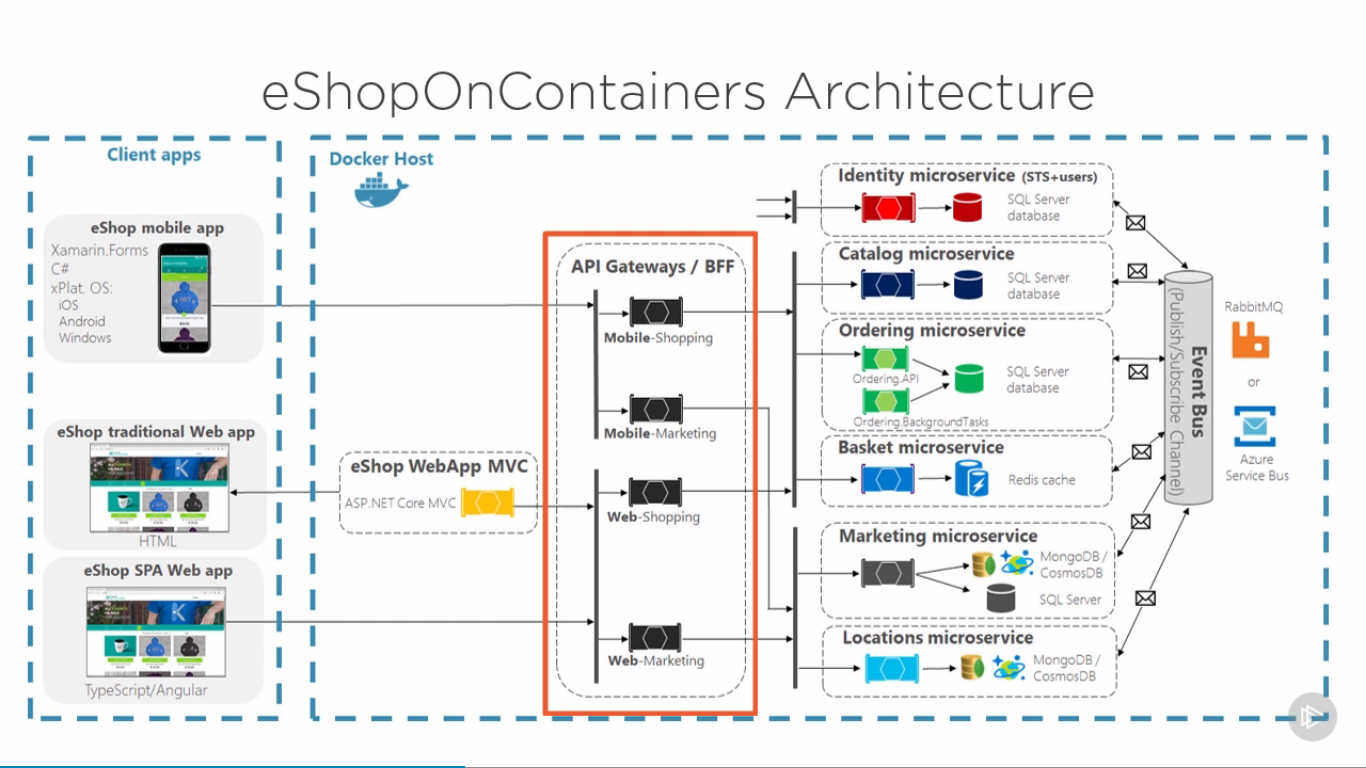 eShopOnContainers Architecture
Client apps
eShop mobile app
Xamarin.Forms
C#
xPlat. OS:
iOS
Android
Windows
eShop traditional Web app
HTML
eShop SPA Web app
TypeScript/Angular
Docker Host
eShop WebApp MVC
ASP.NET Core MVC
API Gateways / BFF
Mobile-Shopping
Mobile-Marketing
Web-Shopping
Web-Marketing
Identity microservice (STS+users)
SQL Server
database
Catalog microservice
SQL Server
database
Ordering microservice
Ordering.API
SQL Server
database
Ordering.BackgroundTasks
Basket microservice
Redis cache
Marketing microservice
MongoDB /
CosmosDB
SQL Server
Locations microservice
MongoDB /
CosmosDB
Event Bus
(Publish/Subscribe Channel)
RabbitMQ
or
Azure
Service Bus